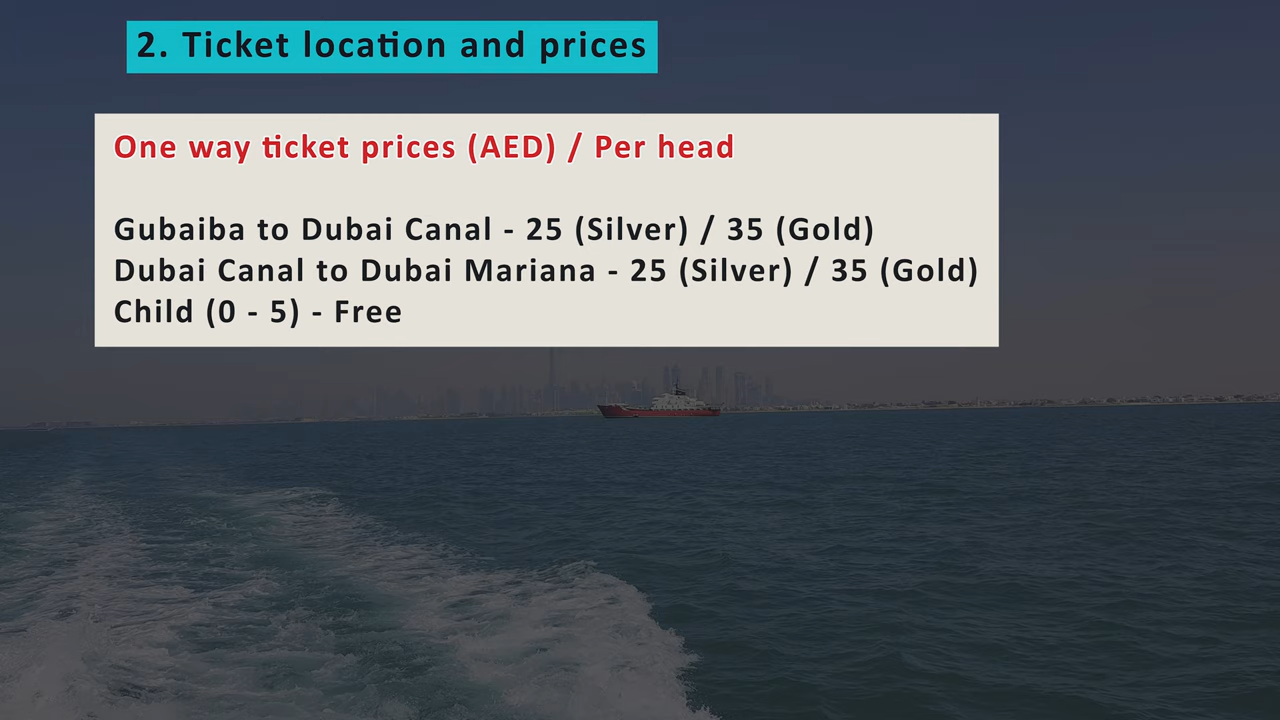 2. Ticket location and prices
One way ticket prices (AED) / Per head
Gubaiba to Dubai Canal - 25 (Silver) / 35 (Gold)
Dubai Canal to Dubai Mariana - 25 (Silver) / 35 (Gold)
Child (0 - 5) - Free